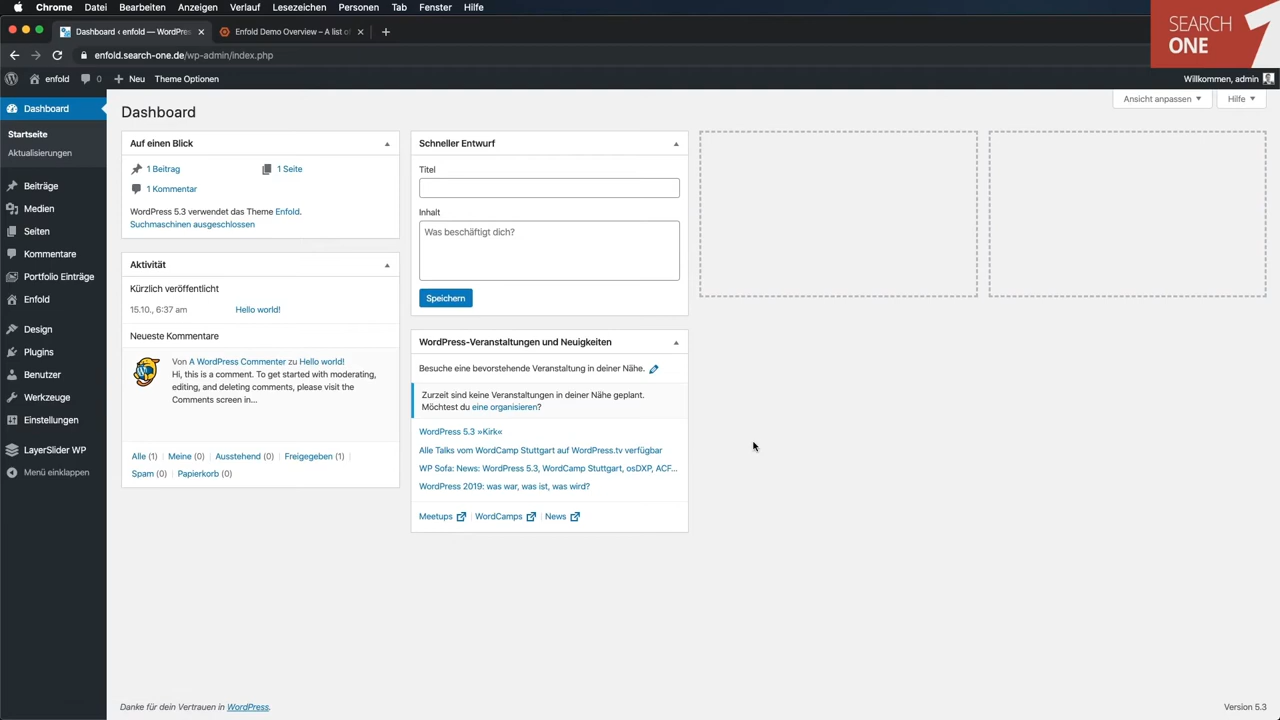 Chrome Datei Bearbeiten Anzeigen Verlauf Lesezeichen Personen Tab Fenster Hilfe
SEARCH
ONE
1
Dashboard ‹ enfold — WordPres
Enfold Demo Overview – A list of
enfold.search-one.de/wp-admin/index.php
enfold 0 Neu Theme Optionen Willkommen, admin
Dashboard
Startseite
Aktualisierungen
Beiträge
Medien
Seiten
Kommentare
Portfolio Einträge
Enfold
Design
Plugins
Benutzer
Werkzeuge
Einstellungen
LayerSlider WP
Menü einklappen
Ansicht anpassen Hilfe
Dashboard
Auf einen Blick
1 Beitrag 1 Seite
1 Kommentar
WordPress 5.3 verwendet das Theme Enfold.
Suchmaschinen ausgeschlossen
Aktivität
Kürzlich veröffentlicht
15.10., 6:37 am Hello world!
Neueste Kommentare
Von A WordPress Commenter zu Hello world!
Hi, this is a comment. To get started with moderating,
editing, and deleting comments, please visit the
Comments screen in…
Alle (1) Meine (0) Ausstehend (0) Freigegeben (1)
Spam (0) Papierkorb (0)
Schneller Entwurf
Titel
Inhalt
Was beschäftigt dich?
Speichern
WordPress-Veranstaltungen und Neuigkeiten
Besuche eine bevorstehende Veranstaltung in deiner Nähe.
Zurzeit sind keine Veranstaltungen in deiner Nähe geplant.
Möchtest du eine organisieren?
WordPress 5.3 »Kirk«
Alle Talks vom WordCamp Stuttgart auf WordPress.tv verfügbar
WP Sofa: News: WordPress 5.3, WordCamp Stuttgart, osDXP, ACF…
WordPress 2019: was war, was ist, was wird?
Meetups WordCamps News
Danke für dein Vertrauen in WordPress.
Version 5.3